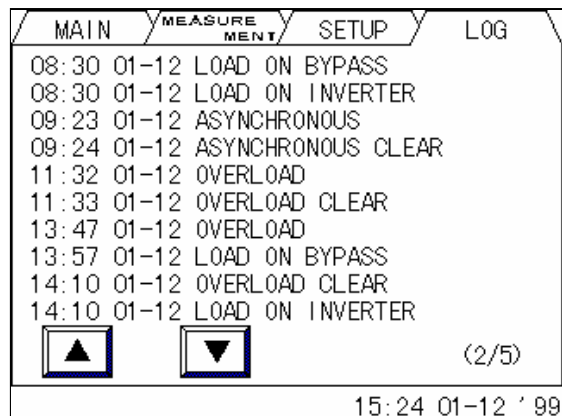 MAIN MEASUREMENT SETUP LOG
08:30 01-12 LOAD ON BYPASS
08:30 01-12 LOAD ON INVERTER
09:23 01-12 ASYNCHRONOUS
09:24 01-12 ASYNCHRONOUS CLEAR
11:32 01-12 OVERLOAD
11:33 01-12 OVERLOAD CLEAR
13:47 01-12 OVERLOAD
13:57 01-12 LOAD ON BYPASS
14:10 01-12 OVERLOAD CLEAR
14:10 01-12 LOAD ON INVERTER
▲ ▼ (2/5)
15:24 01-12 '99